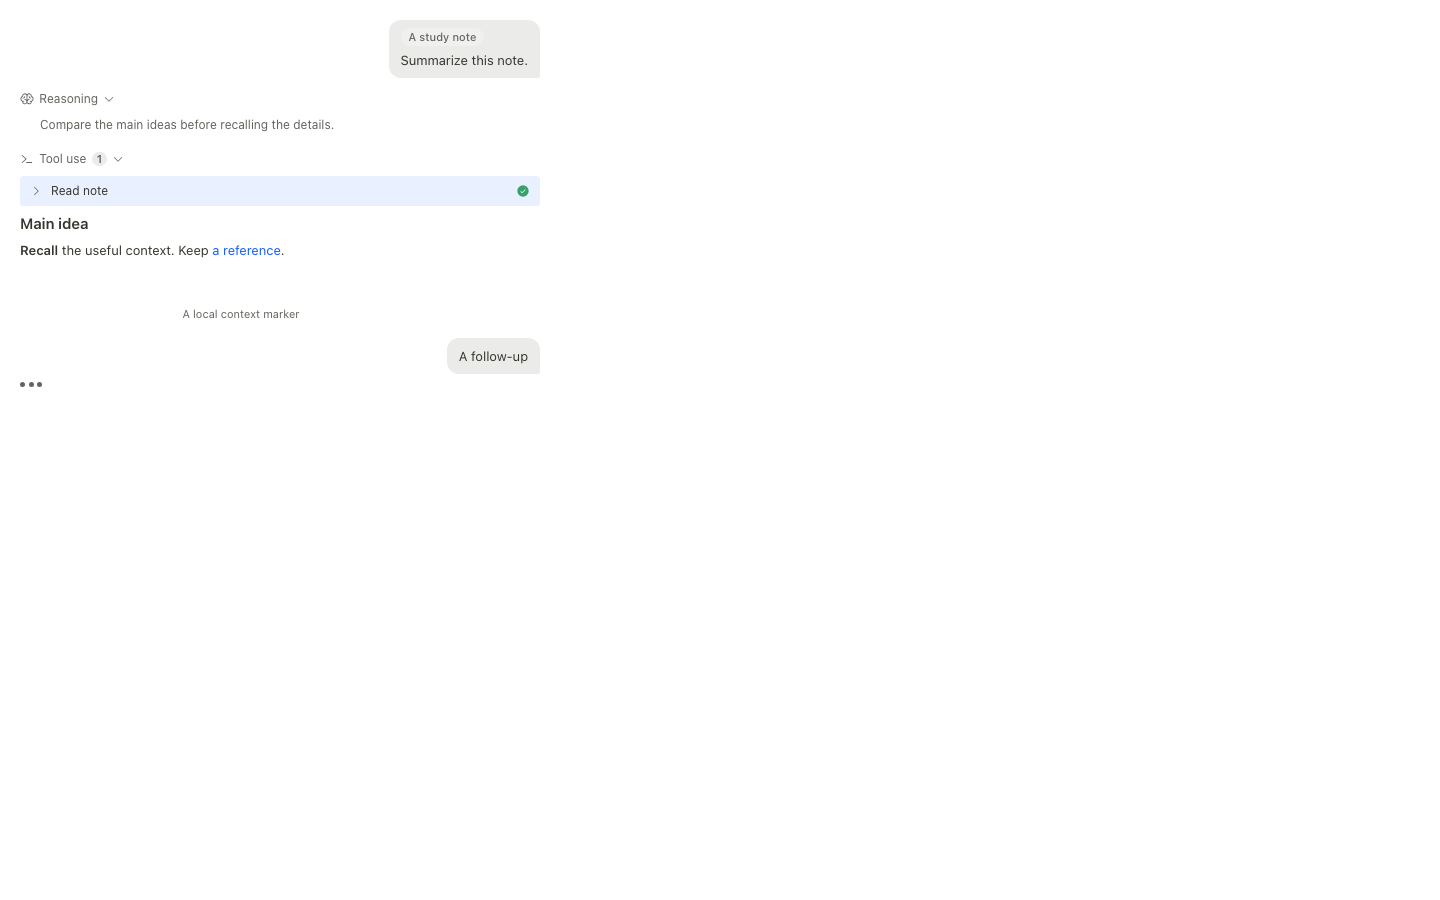 A study note
Summarize this note.
Reasoning
Compare the main ideas before recalling the details.
Tool use 1
Read note
Main idea
Recall the useful context. Keep a reference.
A local context marker
A follow-up